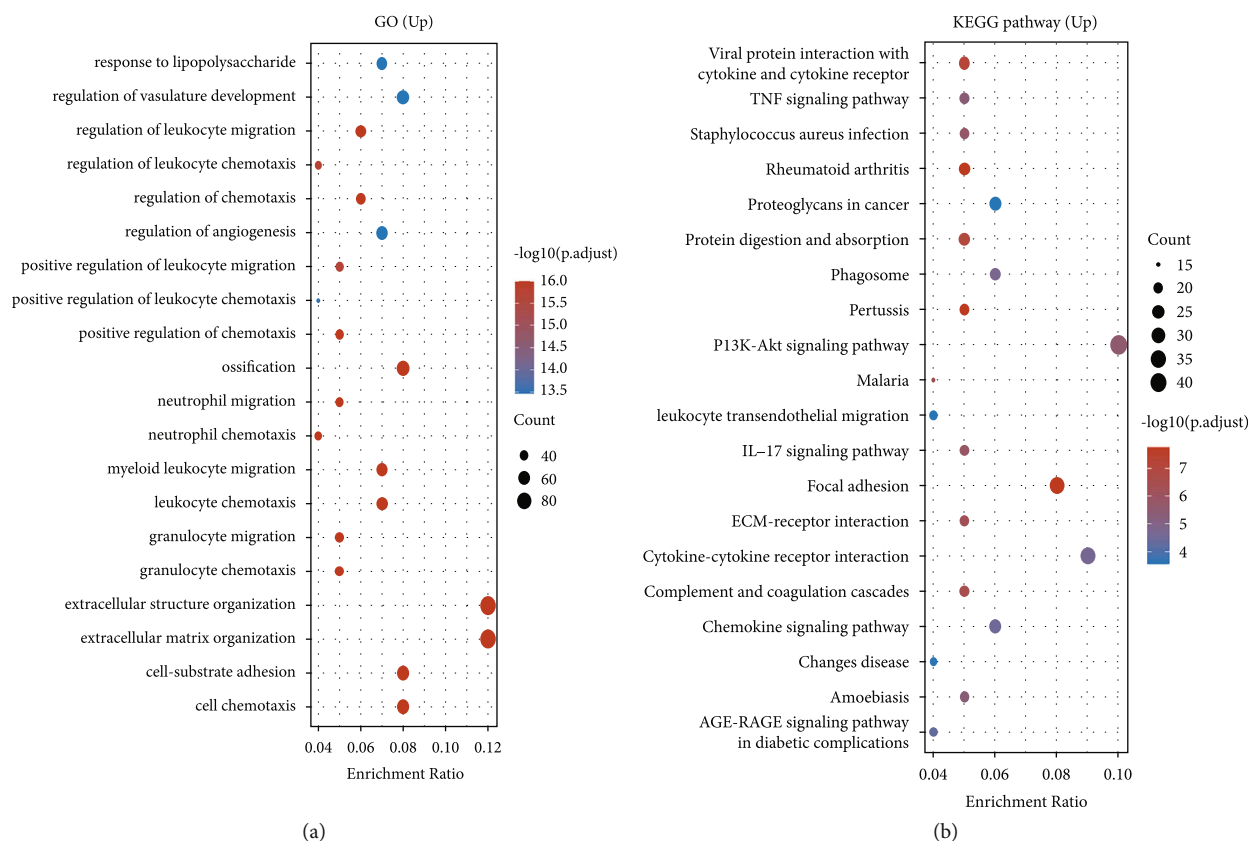 GO (Up)
response to lipopolysaccharide
regulation of vasulature development
regulation of leukocyte migration
regulation of leukocyte chemotaxis
regulation of chemotaxis
regulation of angiogenesis
positive regulation of leukocyte migration
positive regulation of leukocyte chemotaxis
positive regulation of chemotaxis
ossification
neutrophil migration
neutrophil chemotaxis
myeloid leukocyte migration
leukocyte chemotaxis
granulocyte migration
granulocyte chemotaxis
extracellular structure organization
extracellular matrix organization
cell-substrate adhesion
cell chemotaxis
0.04 0.06 0.08 0.10 0.12
Enrichment Ratio
-log10(p.adjust)
16.0
15.0
14.5
14.0
13.5
Count
40
60
80
(a)
KEGG pathway (Up)
Viral protein interaction with
cytokine and cytokine receptor
TNF signaling pathway
Staphylococcus aureus infection
Rheumatoid arthritis
Proteoglycans in cancer
Protein digestion and absorption
Phagosome
Pertussis
P13K-Akt signaling pathway
Malaria
leukocyte transendothelial migration
IL–17 signaling pathway
Focal adhesion
ECM-receptor interaction
Cytokine-cytokine receptor interaction
Complement and coagulation cascades
Chemokine signaling pathway
Changes disease
Amoebiasis
AGE-RAGE signaling pathway
in diabetic complications
0.04 0.06 0.08 0.10
Enrichment Ratio
Count
15
20
25
30
35
40
-log10(p.adjust)
7
6
5
4
(b)